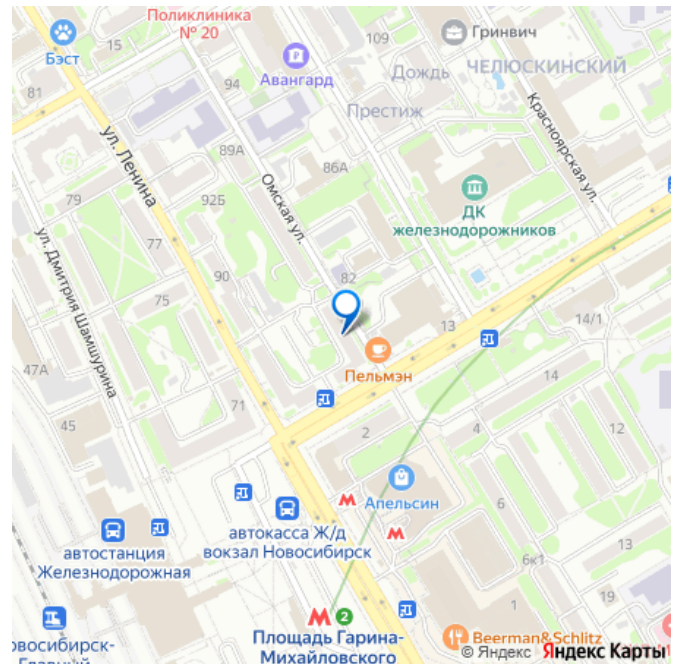 Поликлиника
№ 20
109
Гринвич
15
Бэст
Авангард
Дождь
ЧЕЛЮСКИНСКИЙ
81
94
Престиж
Красноярская ул.
ул. Ленина
89А
86А
79
92Б
Омская ул.
ДК
железнодорожников
77
ул. Дмитрия Шамшурина
90
82
75
13
14/1
47А
Пельмэн
14
71
45
2
4
12
Апельсин
6
автокасса Ж/д
вокзал Новосибирск
автостанция
Железнодорожная
13
6к1
19
2
1
овосибирск-
Главный
Площадь Гарина-
Михайловского
Beerman&Schlitz
© Яндекс Яндекс Карты